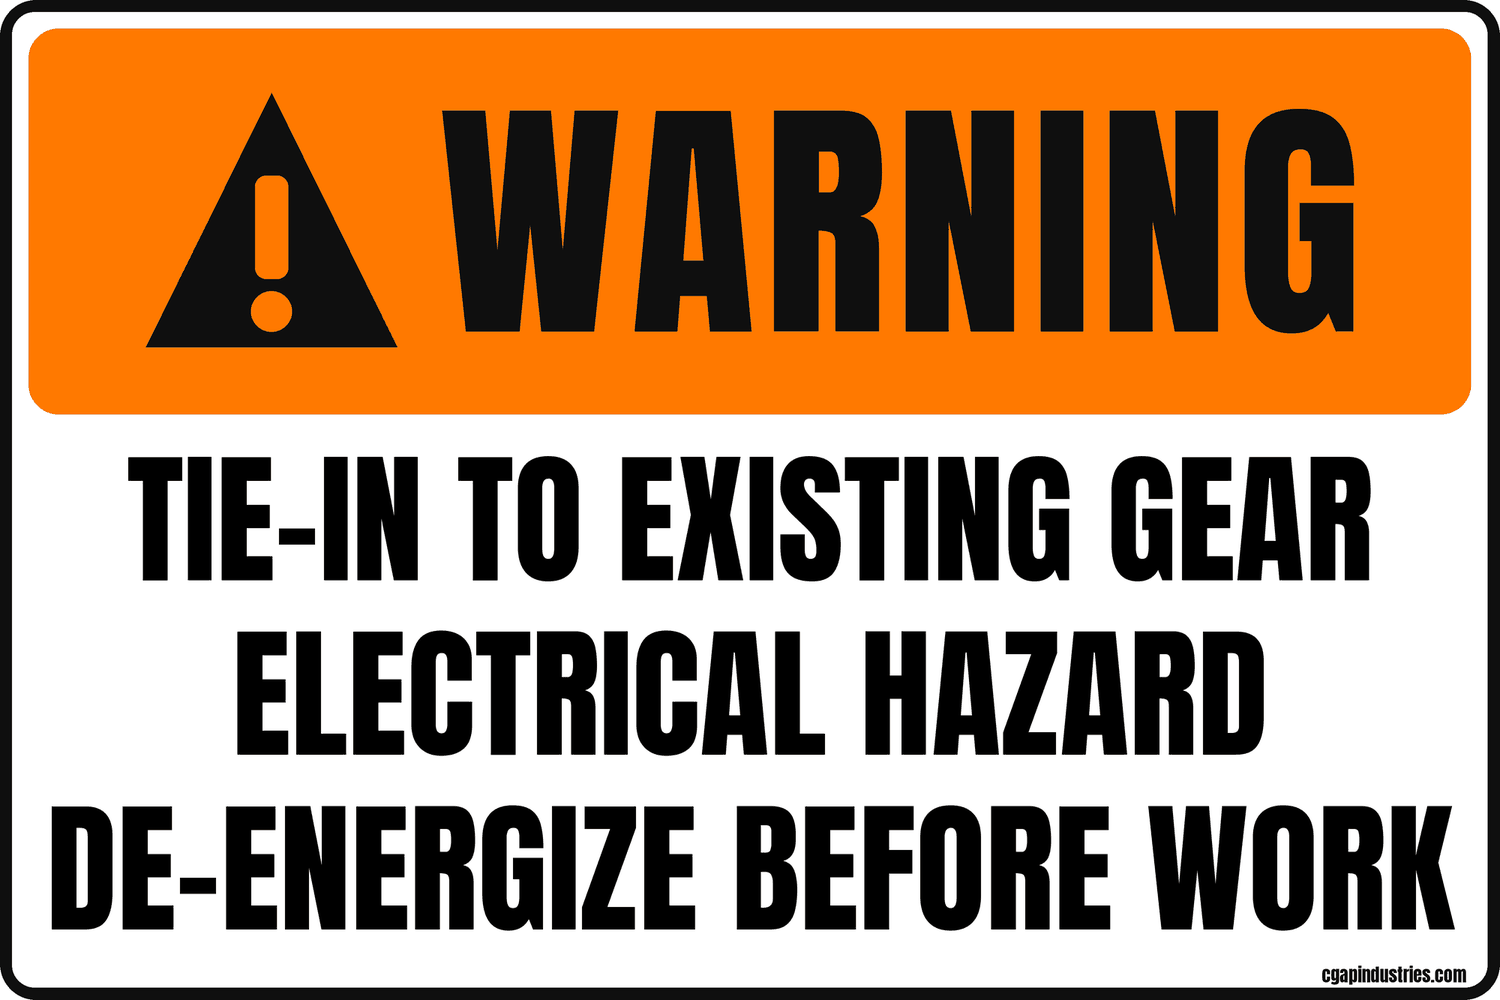 WARNING
TIE-IN TO EXISTING GEAR
ELECTRICAL HAZARD
DE-ENERGIZE BEFORE WORK
cgapindustries.com